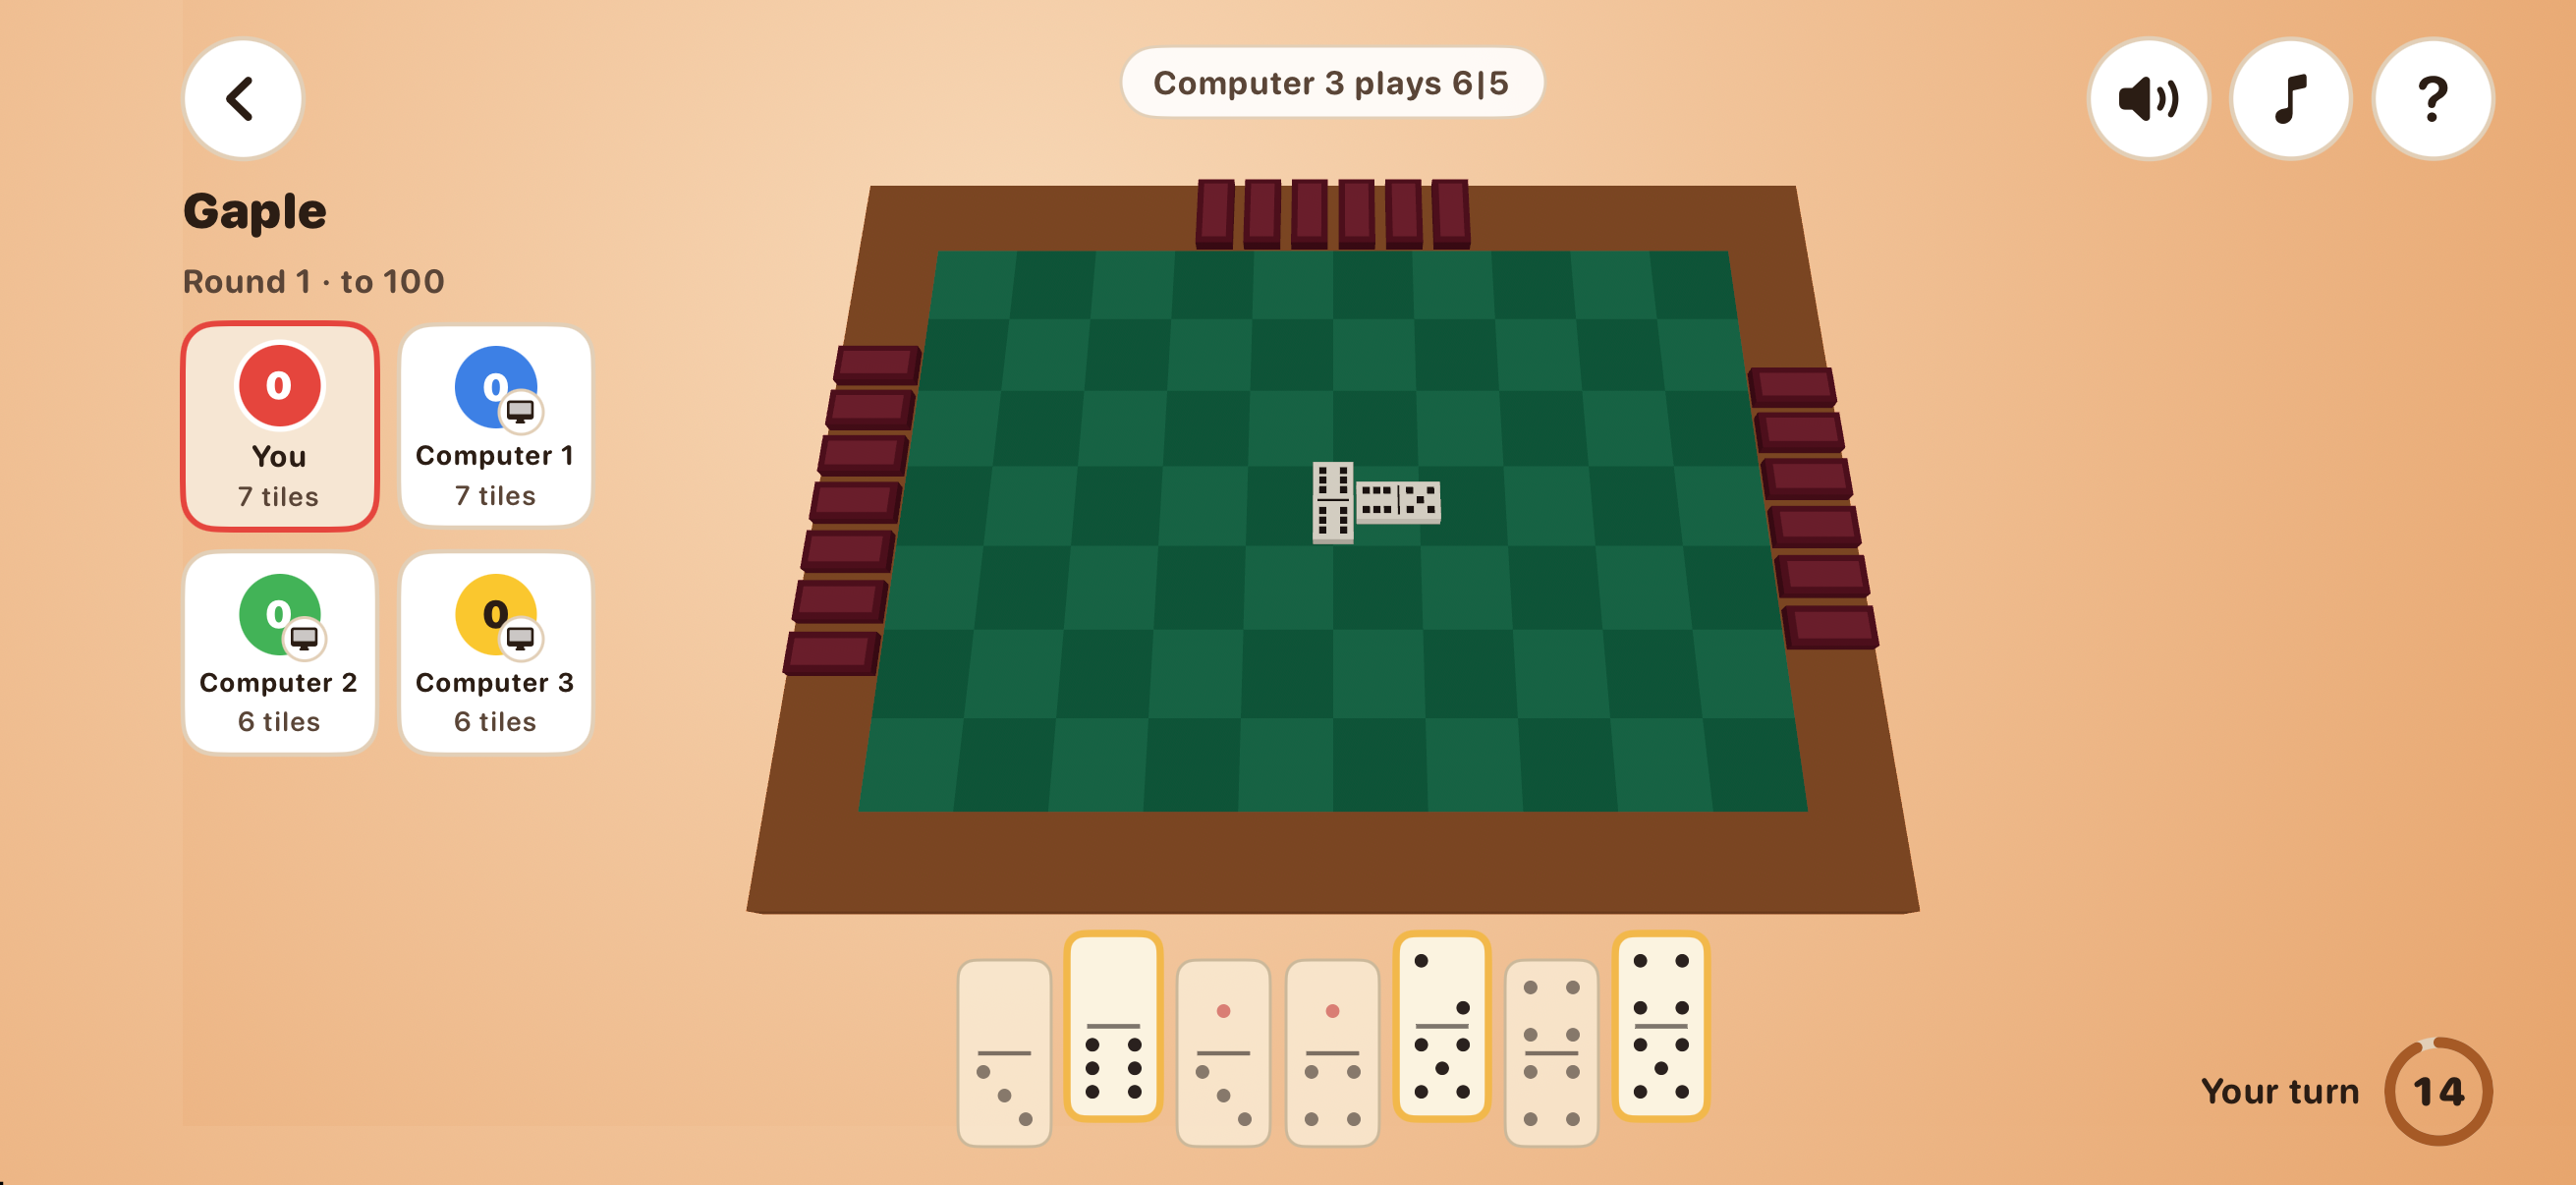 Computer 3 plays 6|5
?
Gaple
Round 1 · to 100
0
You
7 tiles
0
Computer 1
7 tiles
0
Computer 2
6 tiles
0
Computer 3
6 tiles
Your turn
14